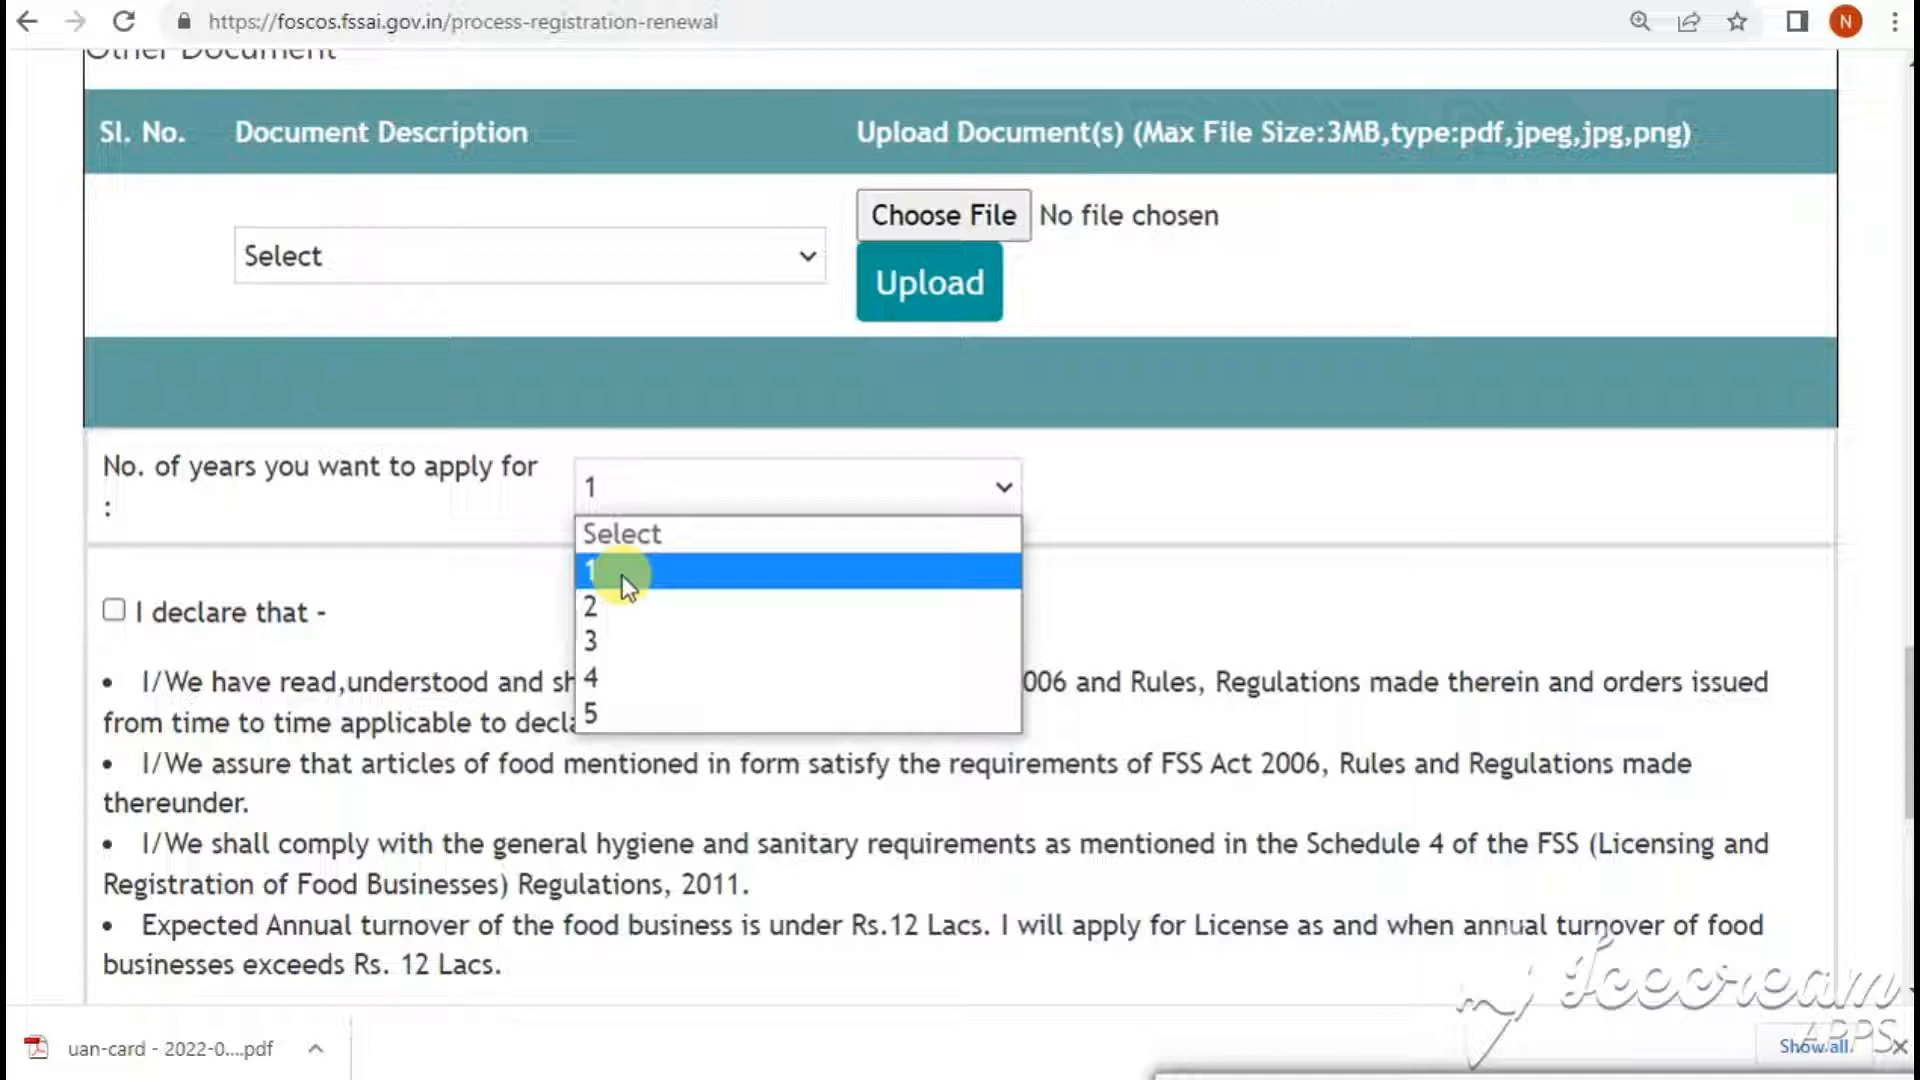 https://foscos.fssai.gov.in/process-registration-renewal
N
Other Document
Sl. No. Document Description Upload Document(s) (Max File Size:3MB,type:pdf,jpeg,jpg,png)
Choose File No file chosen
Select
Upload
No. of years you want to apply for
:
1
Select
1
2
3
4
5
I declare that -
• I/We have read,understood and sh 006 and Rules, Regulations made therein and orders issued
from time to time applicable to decla
• I/We assure that articles of food mentioned in form satisfy the requirements of FSS Act 2006, Rules and Regulations made
thereunder.
• I/We shall comply with the general hygiene and sanitary requirements as mentioned in the Schedule 4 of the FSS (Licensing and
Registration of Food Businesses) Regulations, 2011.
• Expected Annual turnover of the food business is under Rs.12 Lacs. I will apply for License as and when annual turnover of food
businesses exceeds Rs. 12 Lacs.
Icecream
APPS
uan-card - 2022-0....pdf
Show all